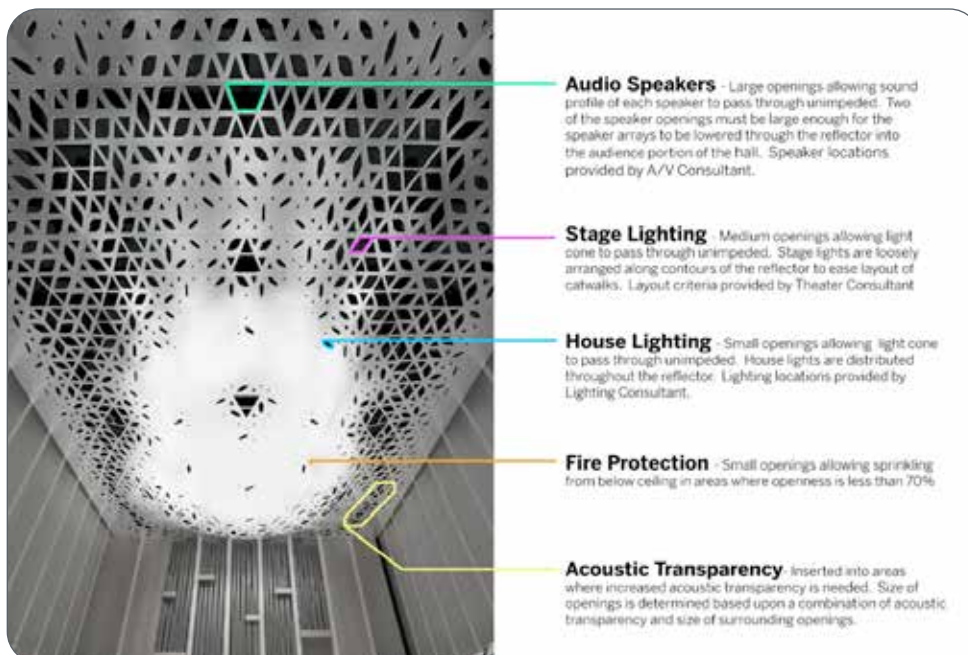 Audio Speakers - Large openings allowing sound
profile of each speaker to pass through unimpeded. Two
of the speaker openings must be large enough for the
speaker arrays to be lowered through the reflector into
the audience portion of the hall. Speaker locations
provided by A/V Consultant.
Stage Lighting - Medium openings allowing light
cone to pass through unimpeded. Stage lights are loosely
arranged along contours of the reflector to ease layout of
catwalks. Layout criteria provided by Theater Consultant
House Lighting - Small openings allowing light cone
to pass through unimpeded. House lights are distributed
throughout the reflector. Lighting locations provided by
Lighting Consultant.
Fire Protection - Small openings allowing sprinkling
from below ceiling in areas where openness is less than 70%
Acoustic Transparency - Inserted into areas
where increased acoustic transparency is needed. Size of
openings is determined based upon a combination of acoustic
transparency and size of surrounding openings.